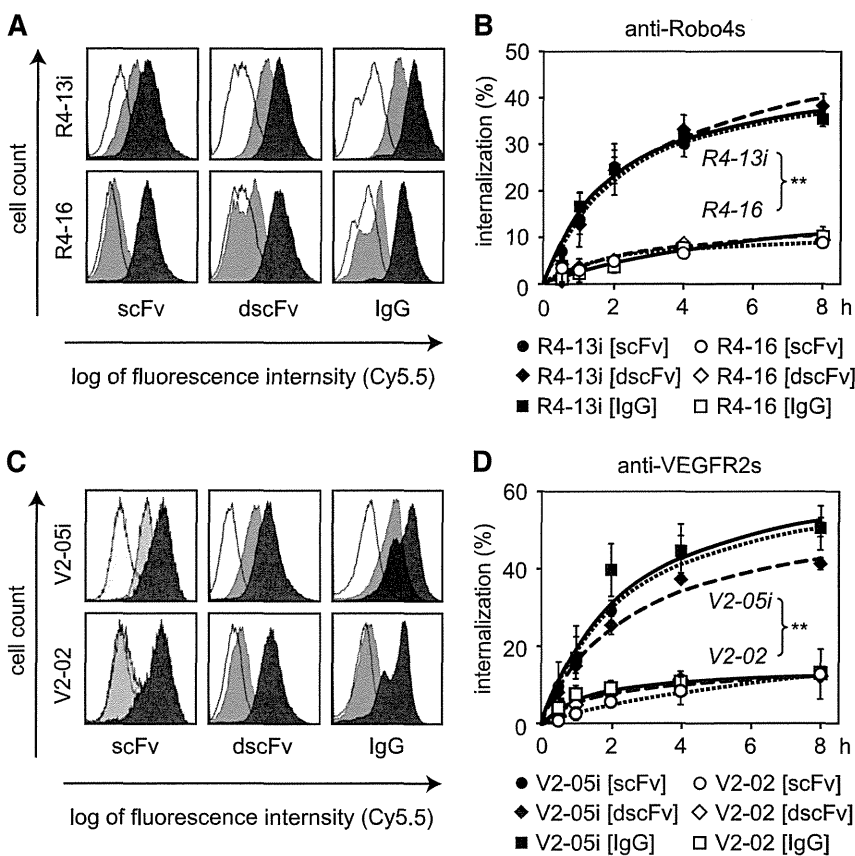 A
R4-13i
R4-16
cell count
scFv
dscFv
IgG
log of fluorescence internsity (Cy5.5)
B
anti-Robo4s
internalization (%)
50
40
30
20
10
0
R4-13i
**
R4-16
0 2 4 6 8 h
R4-13i [scFv] R4-16 [scFv]
R4-13i [dscFv] R4-16 [dscFv]
R4-13i [IgG] R4-16 [IgG]
C
V2-05i
V2-02
cell count
scFv
dscFv
IgG
log of fluorescence internsity (Cy5.5)
D
anti-VEGFR2s
internalization (%)
60
40
20
0
V2-05i
**
V2-02
0 2 4 6 8 h
V2-05i [scFv] V2-02 [scFv]
V2-05i [dscFv] V2-02 [dscFv]
V2-05i [IgG] V2-02 [IgG]